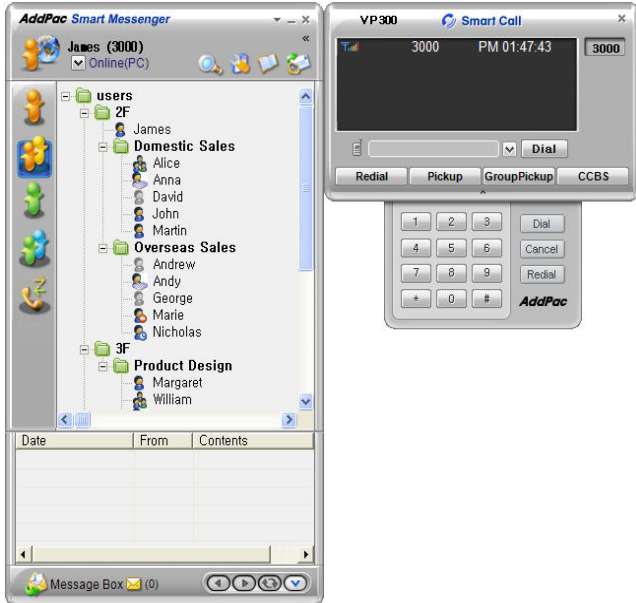 AddPac Smart Messenger
James (3000)
Online(PC)
users
2F
James
Domestic Sales
Alice
Anna
David
John
Martin
Overseas Sales
Andrew
Andy
George
Marie
Nicholas
3F
Product Design
Margaret
William
Date From Contents
Message Box (0)
VP300 Smart Call
3000 PM 01:47:43 3000
Dial
Redial Pickup GroupPickup CCBS
1 2 3 Dial
4 5 6 Cancel
7 8 9 Redial
* 0 # AddPac